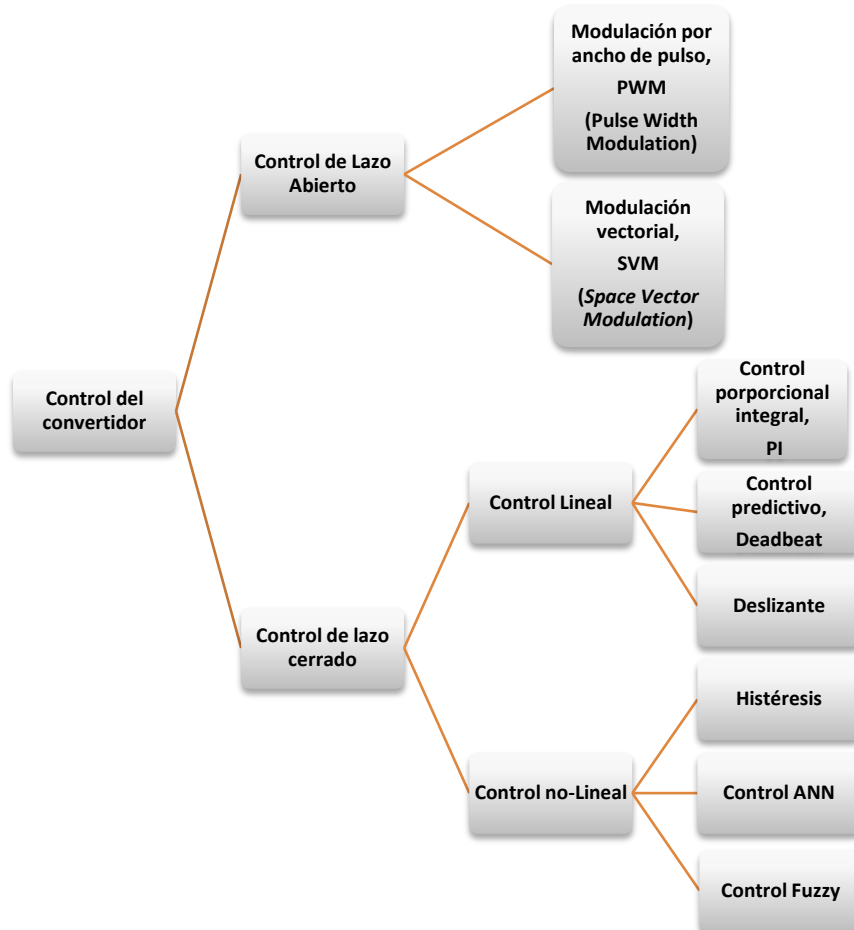 Modulación por
ancho de pulso,
PWM
(Pulse Width
Modulation)
Control de Lazo
Abierto
Modulación
vectorial,
SVM
(Space Vector
Modulation)
Control del
convertidor
Control
porporcional
integral,
PI
Control Lineal
Control
predictivo,
Deadbeat
Deslizante
Control de lazo
cerrado
Histéresis
Control no-Lineal
Control ANN
Control Fuzzy